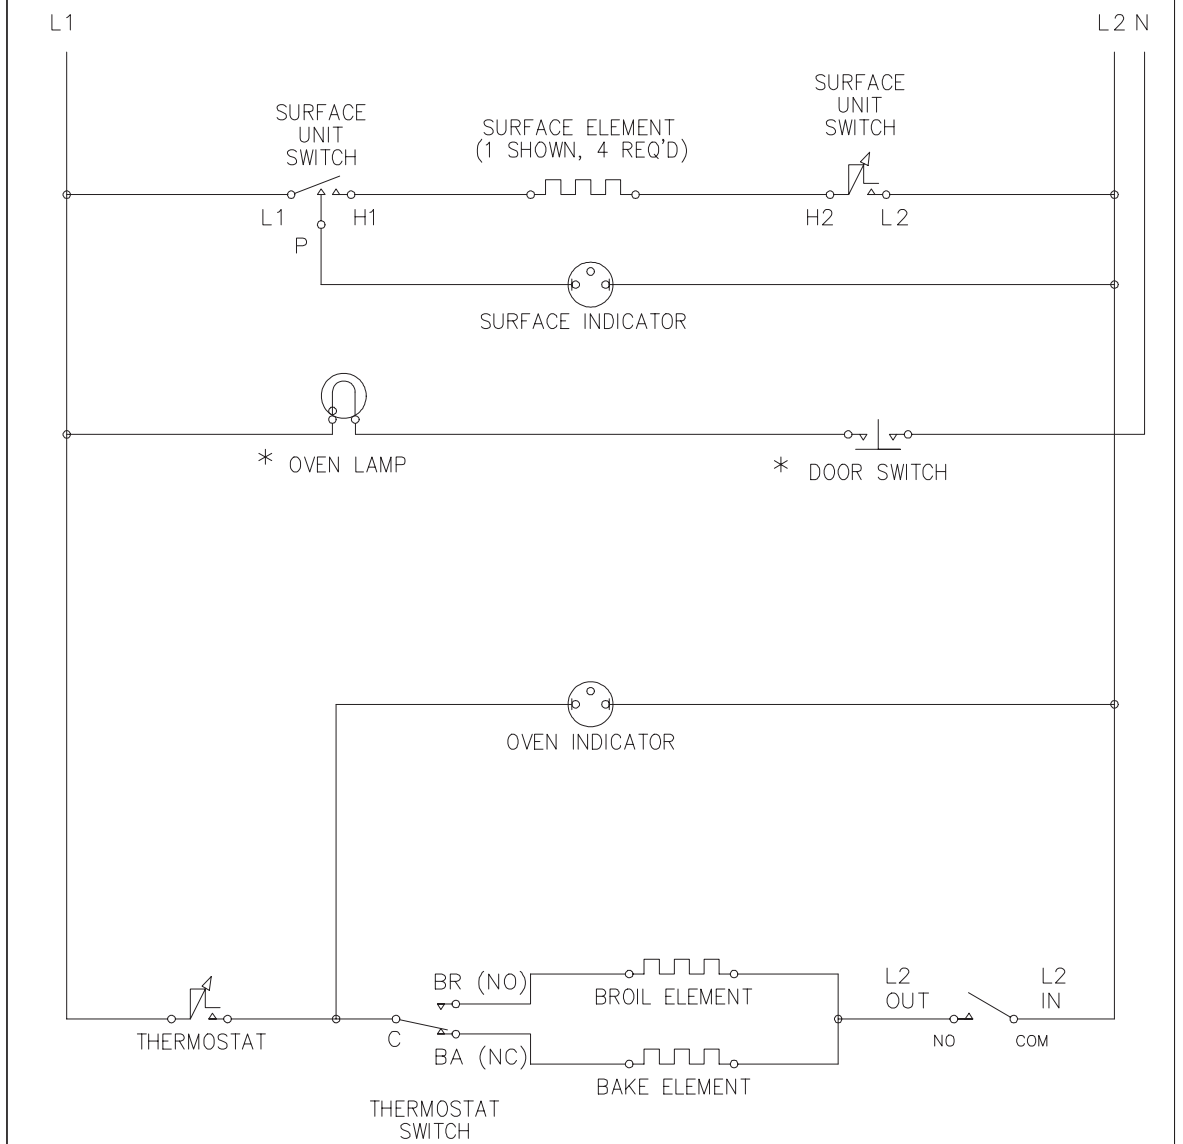 L1
L2 N
SURFACE
UNIT
SWITCH
SURFACE ELEMENT
(1 SHOWN, 4 REQ'D)
SURFACE
UNIT
SWITCH
L1
H1
H2
L2
P
SURFACE INDICATOR
* OVEN LAMP
* DOOR SWITCH
OVEN INDICATOR
THERMOSTAT
C
BR (NO)
BA (NC)
THERMOSTAT
SWITCH
BROIL ELEMENT
BAKE ELEMENT
L2
OUT
L2
IN
NO
COM